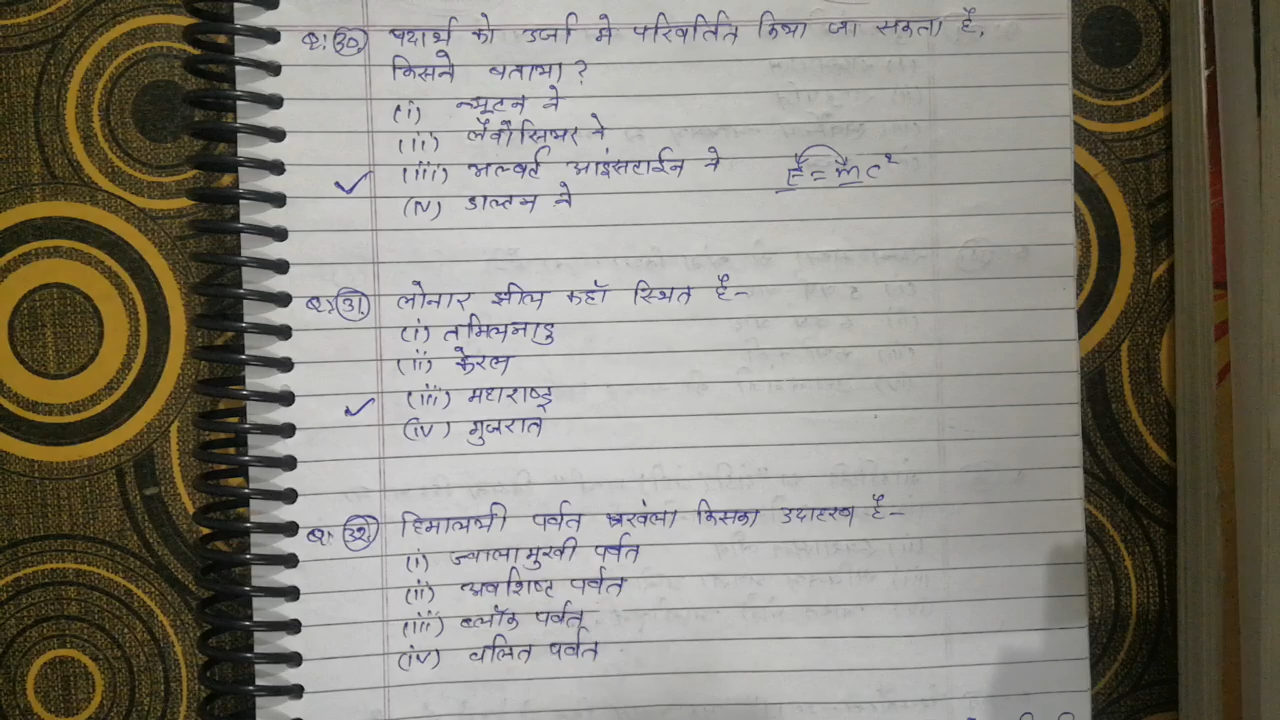 Q. 30. पदार्थ को उर्जा मे परिवर्तित किया जा सकता है,
किसने बताया ?
(i) न्यूटन ने
(ii) लैवोसियर ने
(iii) अल्बर्ट आइंसटाईन ने E = mc²
(iv) डाल्टन ने
Q. 31. लोनार झील कहाँ स्थित है-
(i) तमिलनाडु
(ii) केरल
(iii) महाराष्ट्र
(iv) गुजरात
Q. 32. हिमालयी पर्वत किसका उदाहरण है-
(i) ज्वालामुखी पर्वत
(ii) अवशिष्ट पर्वत
(iii) ब्लॉक पर्वत
(iv) वलित पर्वत